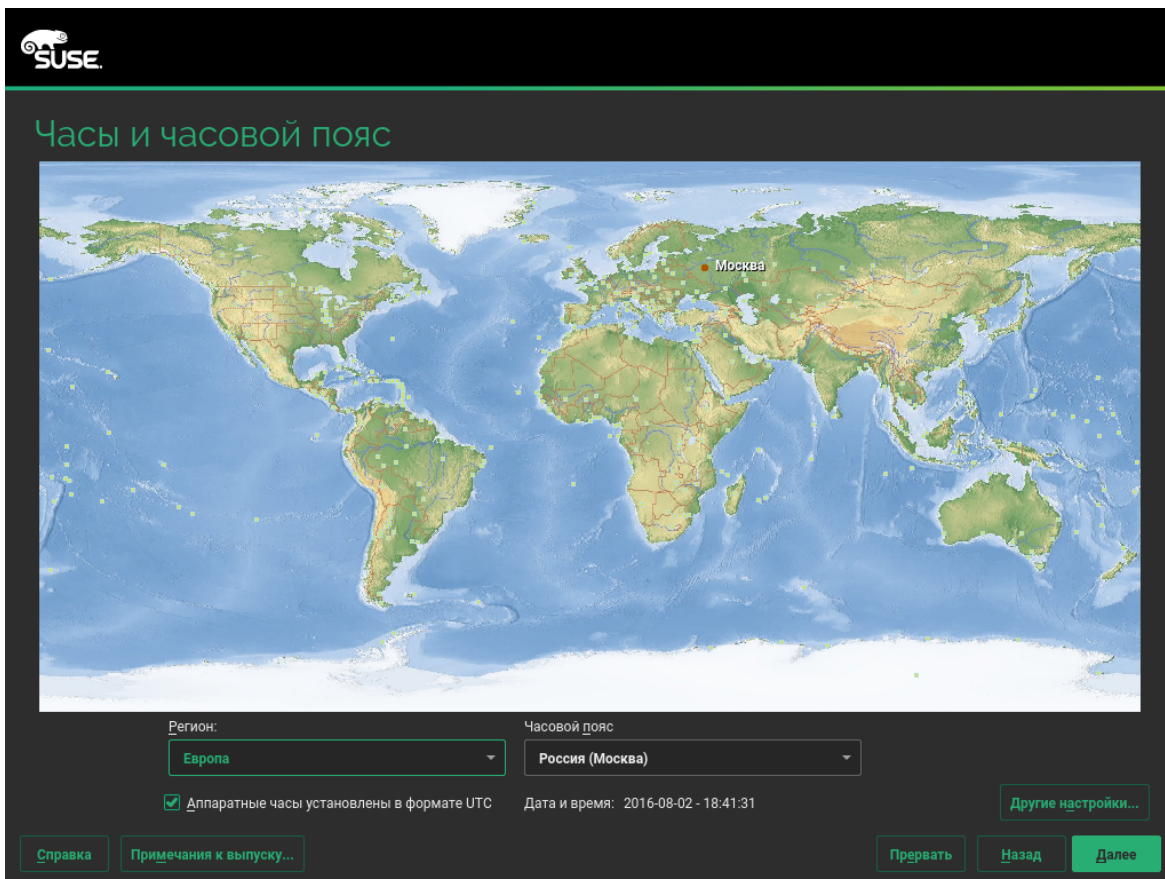 SUSE.
Часы и часовой пояс
Москва
Регион:
Часовой пояс
Европа
Россия (Москва)
Аппаратные часы установлены в формате UTC
Дата и время: 2016-08-02 - 18:41:31
Другие настройки...
Справка
Примечания к выпуску...
Прервать
Назад
Далее